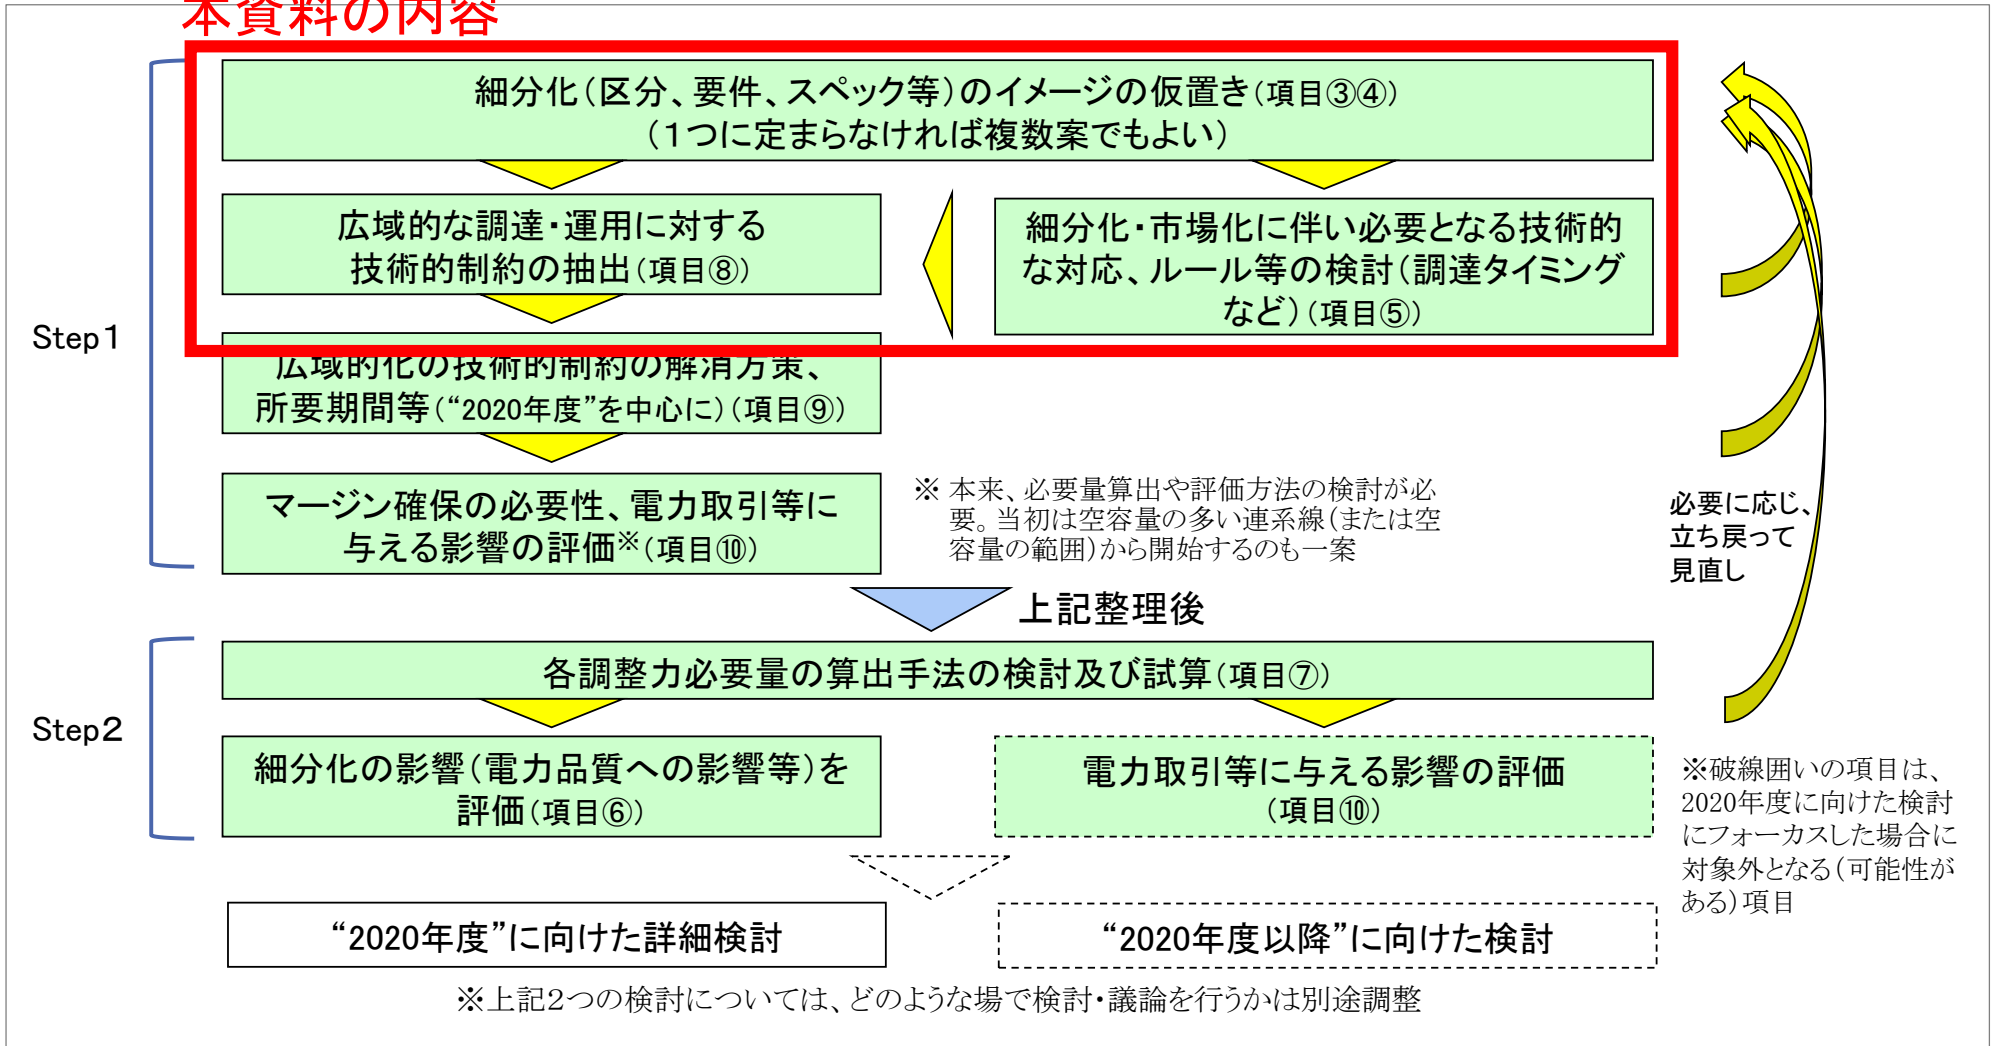 本資料の内容
細分化（区分、要件、スペック等）のイメージの仮置き（項目③④）
（１つに定まらなければ複数案でもよい）
広域的な調達・運用に対する
技術的制約の抽出（項目⑧）
細分化・市場化に伴い必要となる技術的
な対応、ルール等の検討（調達タイミング
など）（項目⑤）
Step１
広域的化の技術的制約の解消方策、
所要期間等（“2020年度”を中心に）（項目⑨）
マージン確保の必要性、電力取引等に
与える影響の評価※（項目⑩）
※ 本来、必要量算出や評価方法の検討が必
要。当初は空容量の多い連系線（または空
容量の範囲）から開始するのも一案
必要に応じ、
立ち戻って
見直し
上記整理後
各調整力必要量の算出手法の検討及び試算（項目⑦）
Step２
細分化の影響（電力品質への影響等）を
評価（項目⑥）
電力取引等に与える影響の評価
（項目⑩）
※破線囲いの項目は、
2020年度に向けた検討
にフォーカスした場合に
対象外となる（可能性が
ある）項目
“2020年度”に向けた詳細検討
“2020年度以降”に向けた検討
※上記２つの検討については、どのような場で検討・議論を行うかは別途調整